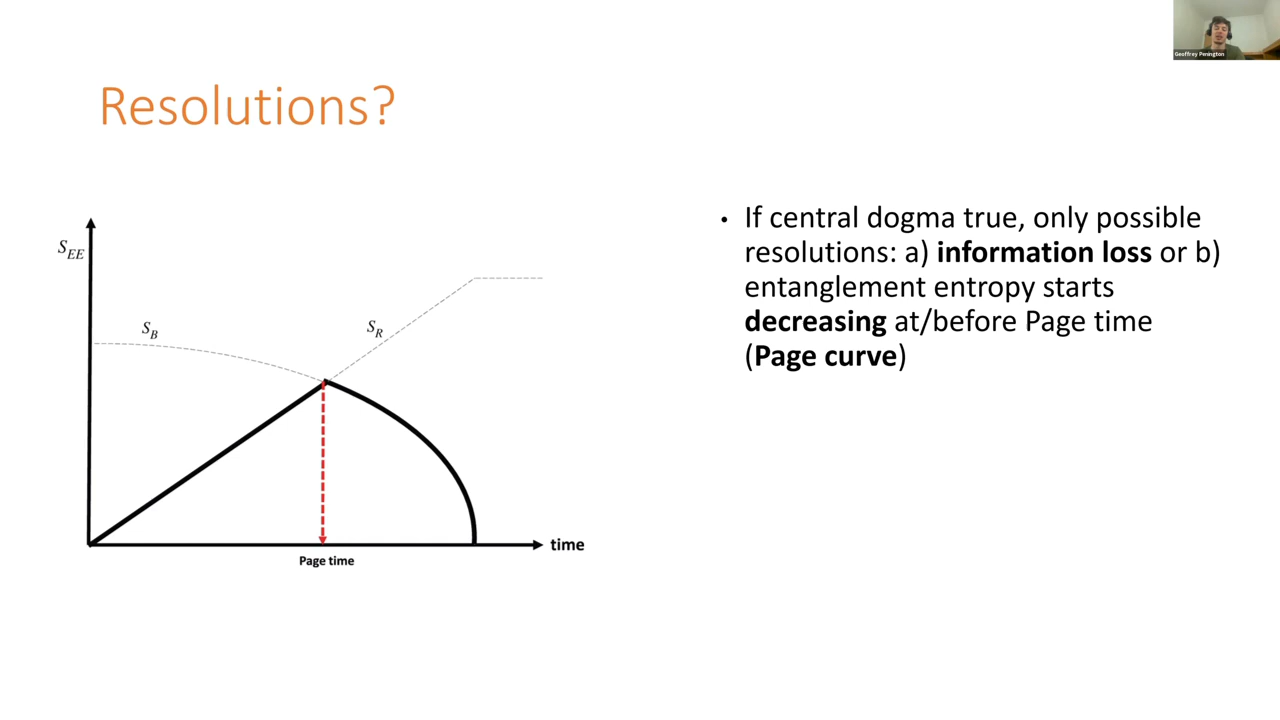 Geoffrey Penington
Resolutions?
S_EE
S_B
S_R
time
Page time
• If central dogma true, only possible
resolutions: a) information loss or b)
entanglement entropy starts
decreasing at/before Page time
(Page curve)